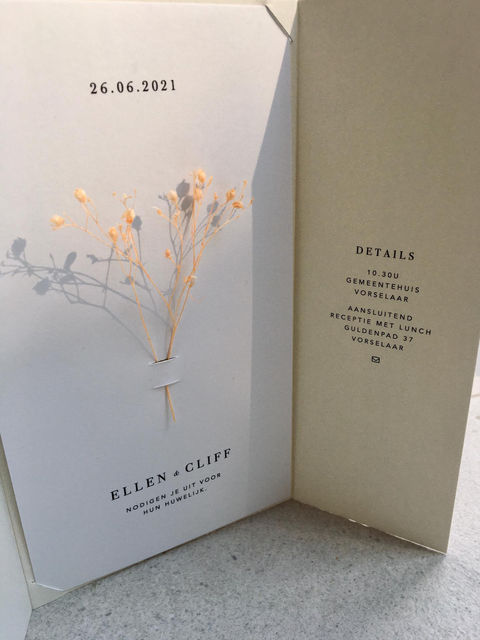 26.06.2021
ELLEN & CLIFF
NODIGEN JE UIT VOOR
HUN HUWELIJK.
DETAILS
10.30U
GEMEENTEHUIS
VORSELAAR
AANSLUITEND
RECEPTIE MET LUNCH
GULDENPAD 37
VORSELAAR